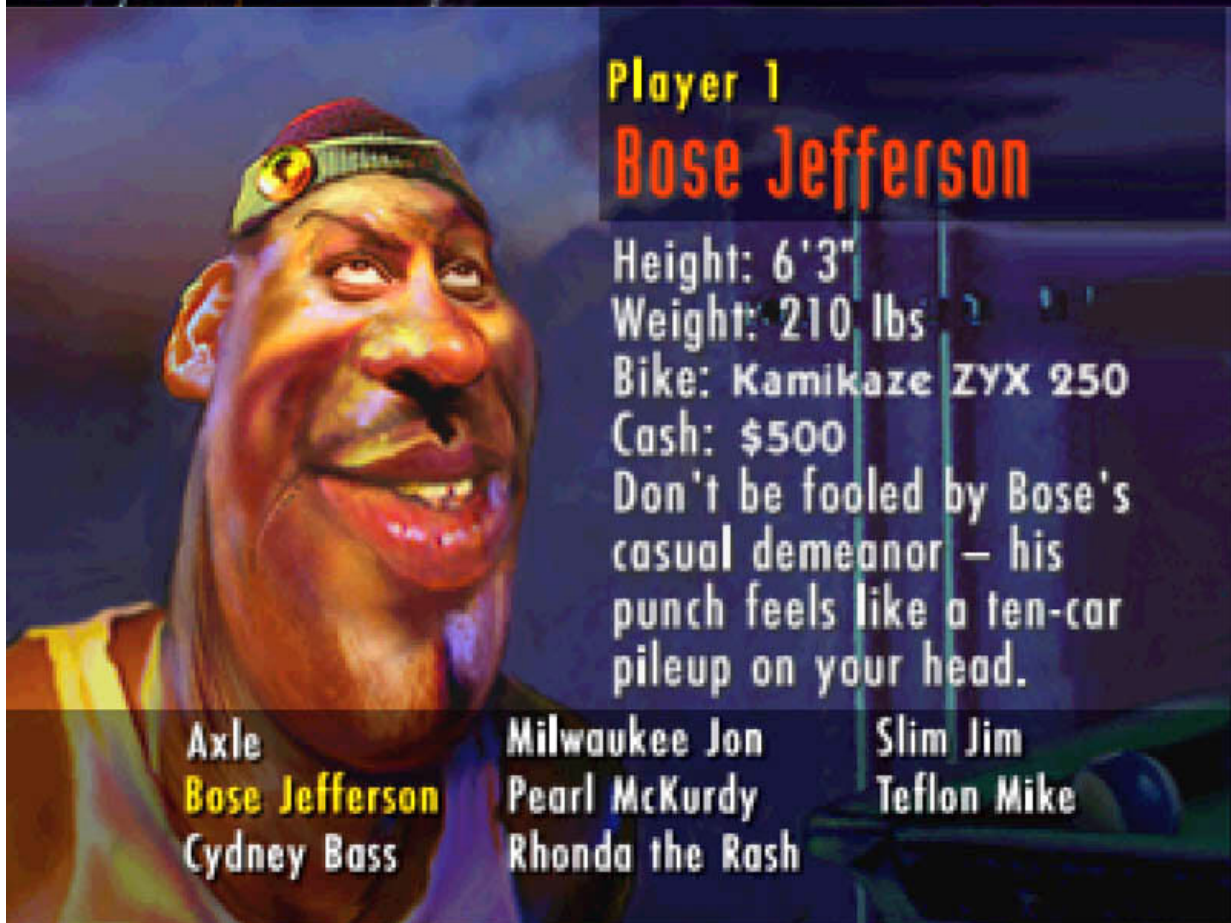 Player 1
Bose Jefferson
Height: 6'3"
Weight: 210 lbs
Bike: Kamikaze ZYX 250
Cash: $500
Don't be fooled by Bose's
casual demeanor – his
punch feels like a ten-car
pileup on your head.
Axle Milwaukee Jon Slim Jim
Bose Jefferson Pearl McKurdy Teflon Mike
Cydney Bass Rhonda the Rash